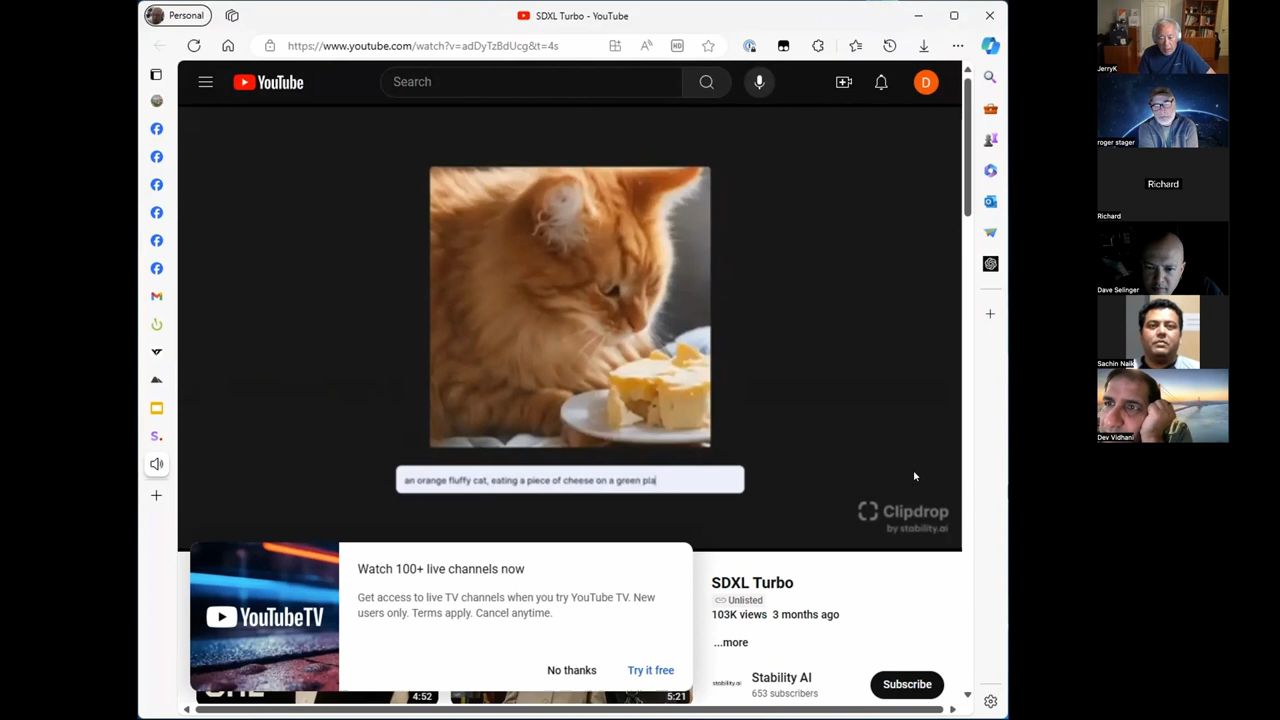 Personal
SDXL Turbo - YouTube
https://www.youtube.com/watch?v=adDyTzBdUcg&t=4s
YouTube
Search
D
an orange fluffy cat, eating a piece of cheese on a green pla
Clipdrop
by stability.ai
YouTubeTV
Watch 100+ live channels now
Get access to live TV channels when you try YouTube TV. New
users only. Terms apply. Cancel anytime.
No thanks
Try it free
4:52
5:21
SDXL Turbo
Unlisted
103K views 3 months ago
...more
stability.ai
Stability AI
653 subscribers
Subscribe
JerryK
roger stager
Richard
Richard
Dave Selinger
Sachin Naik
Dev Vidhani